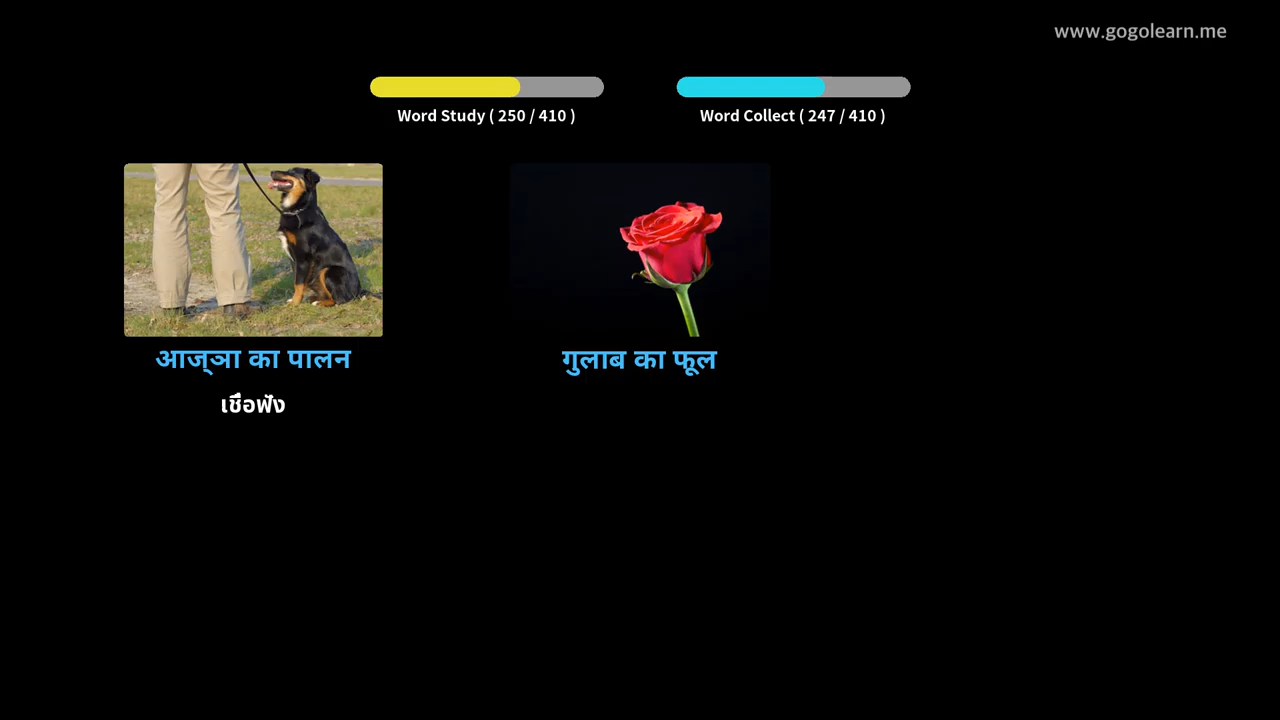 www.gogolearn.me
Word Study ( 250 / 410 )
Word Collect ( 247 / 410 )
आज्ञा का पालन
गुलाब का फूल
เชื่อฟัง